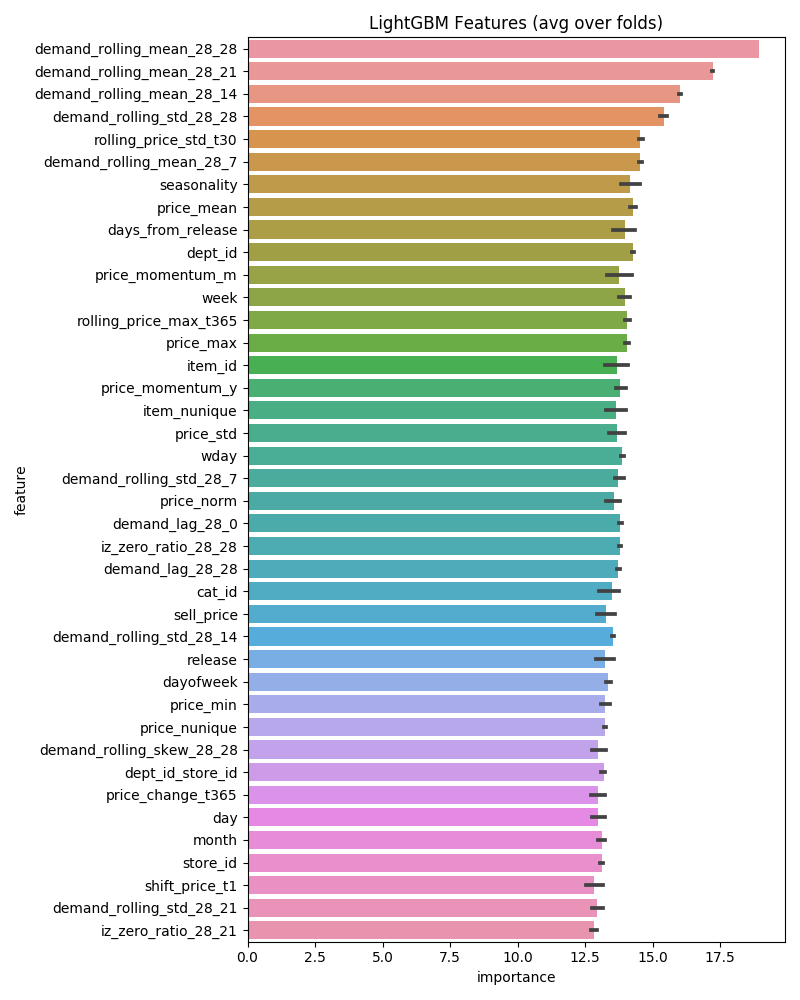 LightGBM Features (avg over folds)
demand_rolling_mean_28_28
demand_rolling_mean_28_21
demand_rolling_mean_28_14
demand_rolling_std_28_28
rolling_price_std_t30
demand_rolling_mean_28_7
seasonality
price_mean
days_from_release
dept_id
price_momentum_m
week
rolling_price_max_t365
price_max
item_id
price_momentum_y
item_nunique
price_std
wday
demand_rolling_std_28_7
price_norm
demand_lag_28_0
iz_zero_ratio_28_28
demand_lag_28_28
cat_id
sell_price
demand_rolling_std_28_14
release
dayofweek
price_min
price_nunique
demand_rolling_skew_28_28
dept_id_store_id
price_change_t365
day
month
store_id
shift_price_t1
demand_rolling_std_28_21
iz_zero_ratio_28_21
feature
0.0 2.5 5.0 7.5 10.0 12.5 15.0 17.5
importance